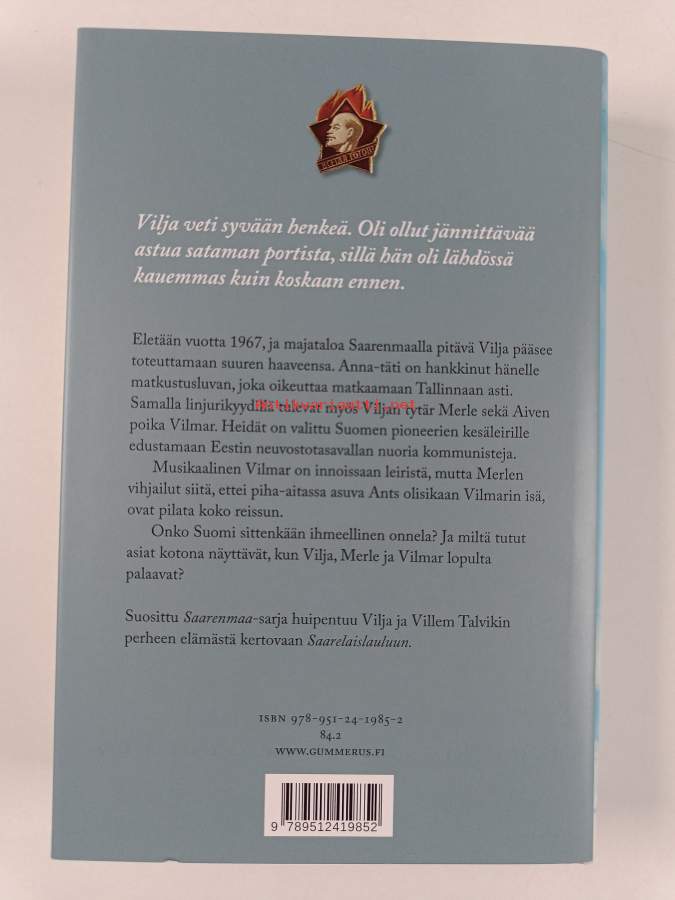 ВСЕГДА ГОТОВ!
Vilja veti syvään henkeä. Oli ollut jännittävää
astua sataman portista, sillä hän oli lähdössä
kauemmas kuin koskaan ennen.
Eletään vuotta 1967, ja majataloa Saarenmaalla pitävä Vilja pääsee
toteuttamaan suuren haaveensa. Anna-täti on hankkinut hänelle
matkustusluvan, joka oikeuttaa matkaamaan Tallinnaan asti.
Antikvariaatti.net
Samalla linjurikyydillä tulevat myös Viljan tytär Merle sekä Aiven
poika Vilmar. Heidät on valittu Suomen pioneerien kesäleirille
edustamaan Eestin neuvostotasavallan nuoria kommunisteja.
Musikaalinen Vilmar on innoissaan leiristä, mutta Merlen
vihjailut siitä, ettei piha-aitassa asuva Ants olisikaan Vilmarin isä,
ovat pilata koko reissun.
Onko Suomi sittenkään ihmeellinen onnela? Ja miltä tutut
asiat kotona näyttävät, kun Vilja, Merle ja Vilmar lopulta
palaavat?
Suosittu Saarenmaa-sarja huipentuu Vilja ja Villem Talvikin
perheen elämästä kertovaan Saarelaislauluun.
ISBN 978-951-24-1985-2
84.2
WWW.GUMMERUS.FI
9 789512 419852